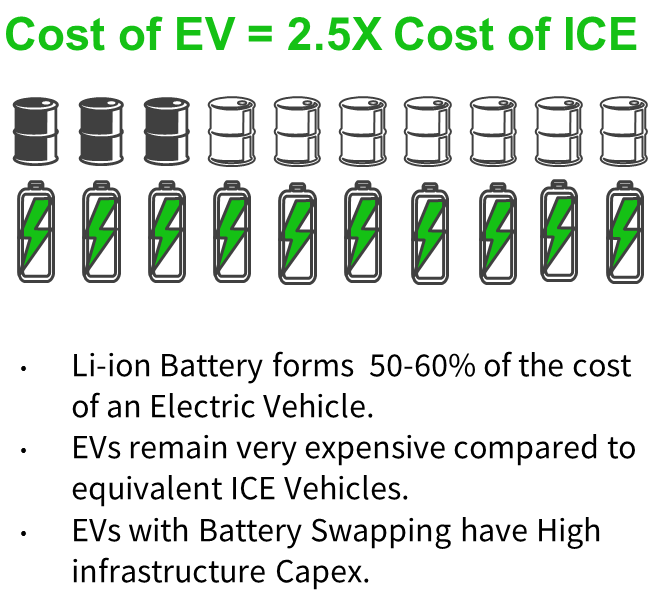 Cost of EV = 2.5X Cost of ICE
• Li-ion Battery forms  50-60% of the cost
of an Electric Vehicle.
• EVs remain very expensive compared to
equivalent ICE Vehicles.
• EVs with Battery Swapping have High
infrastructure Capex.